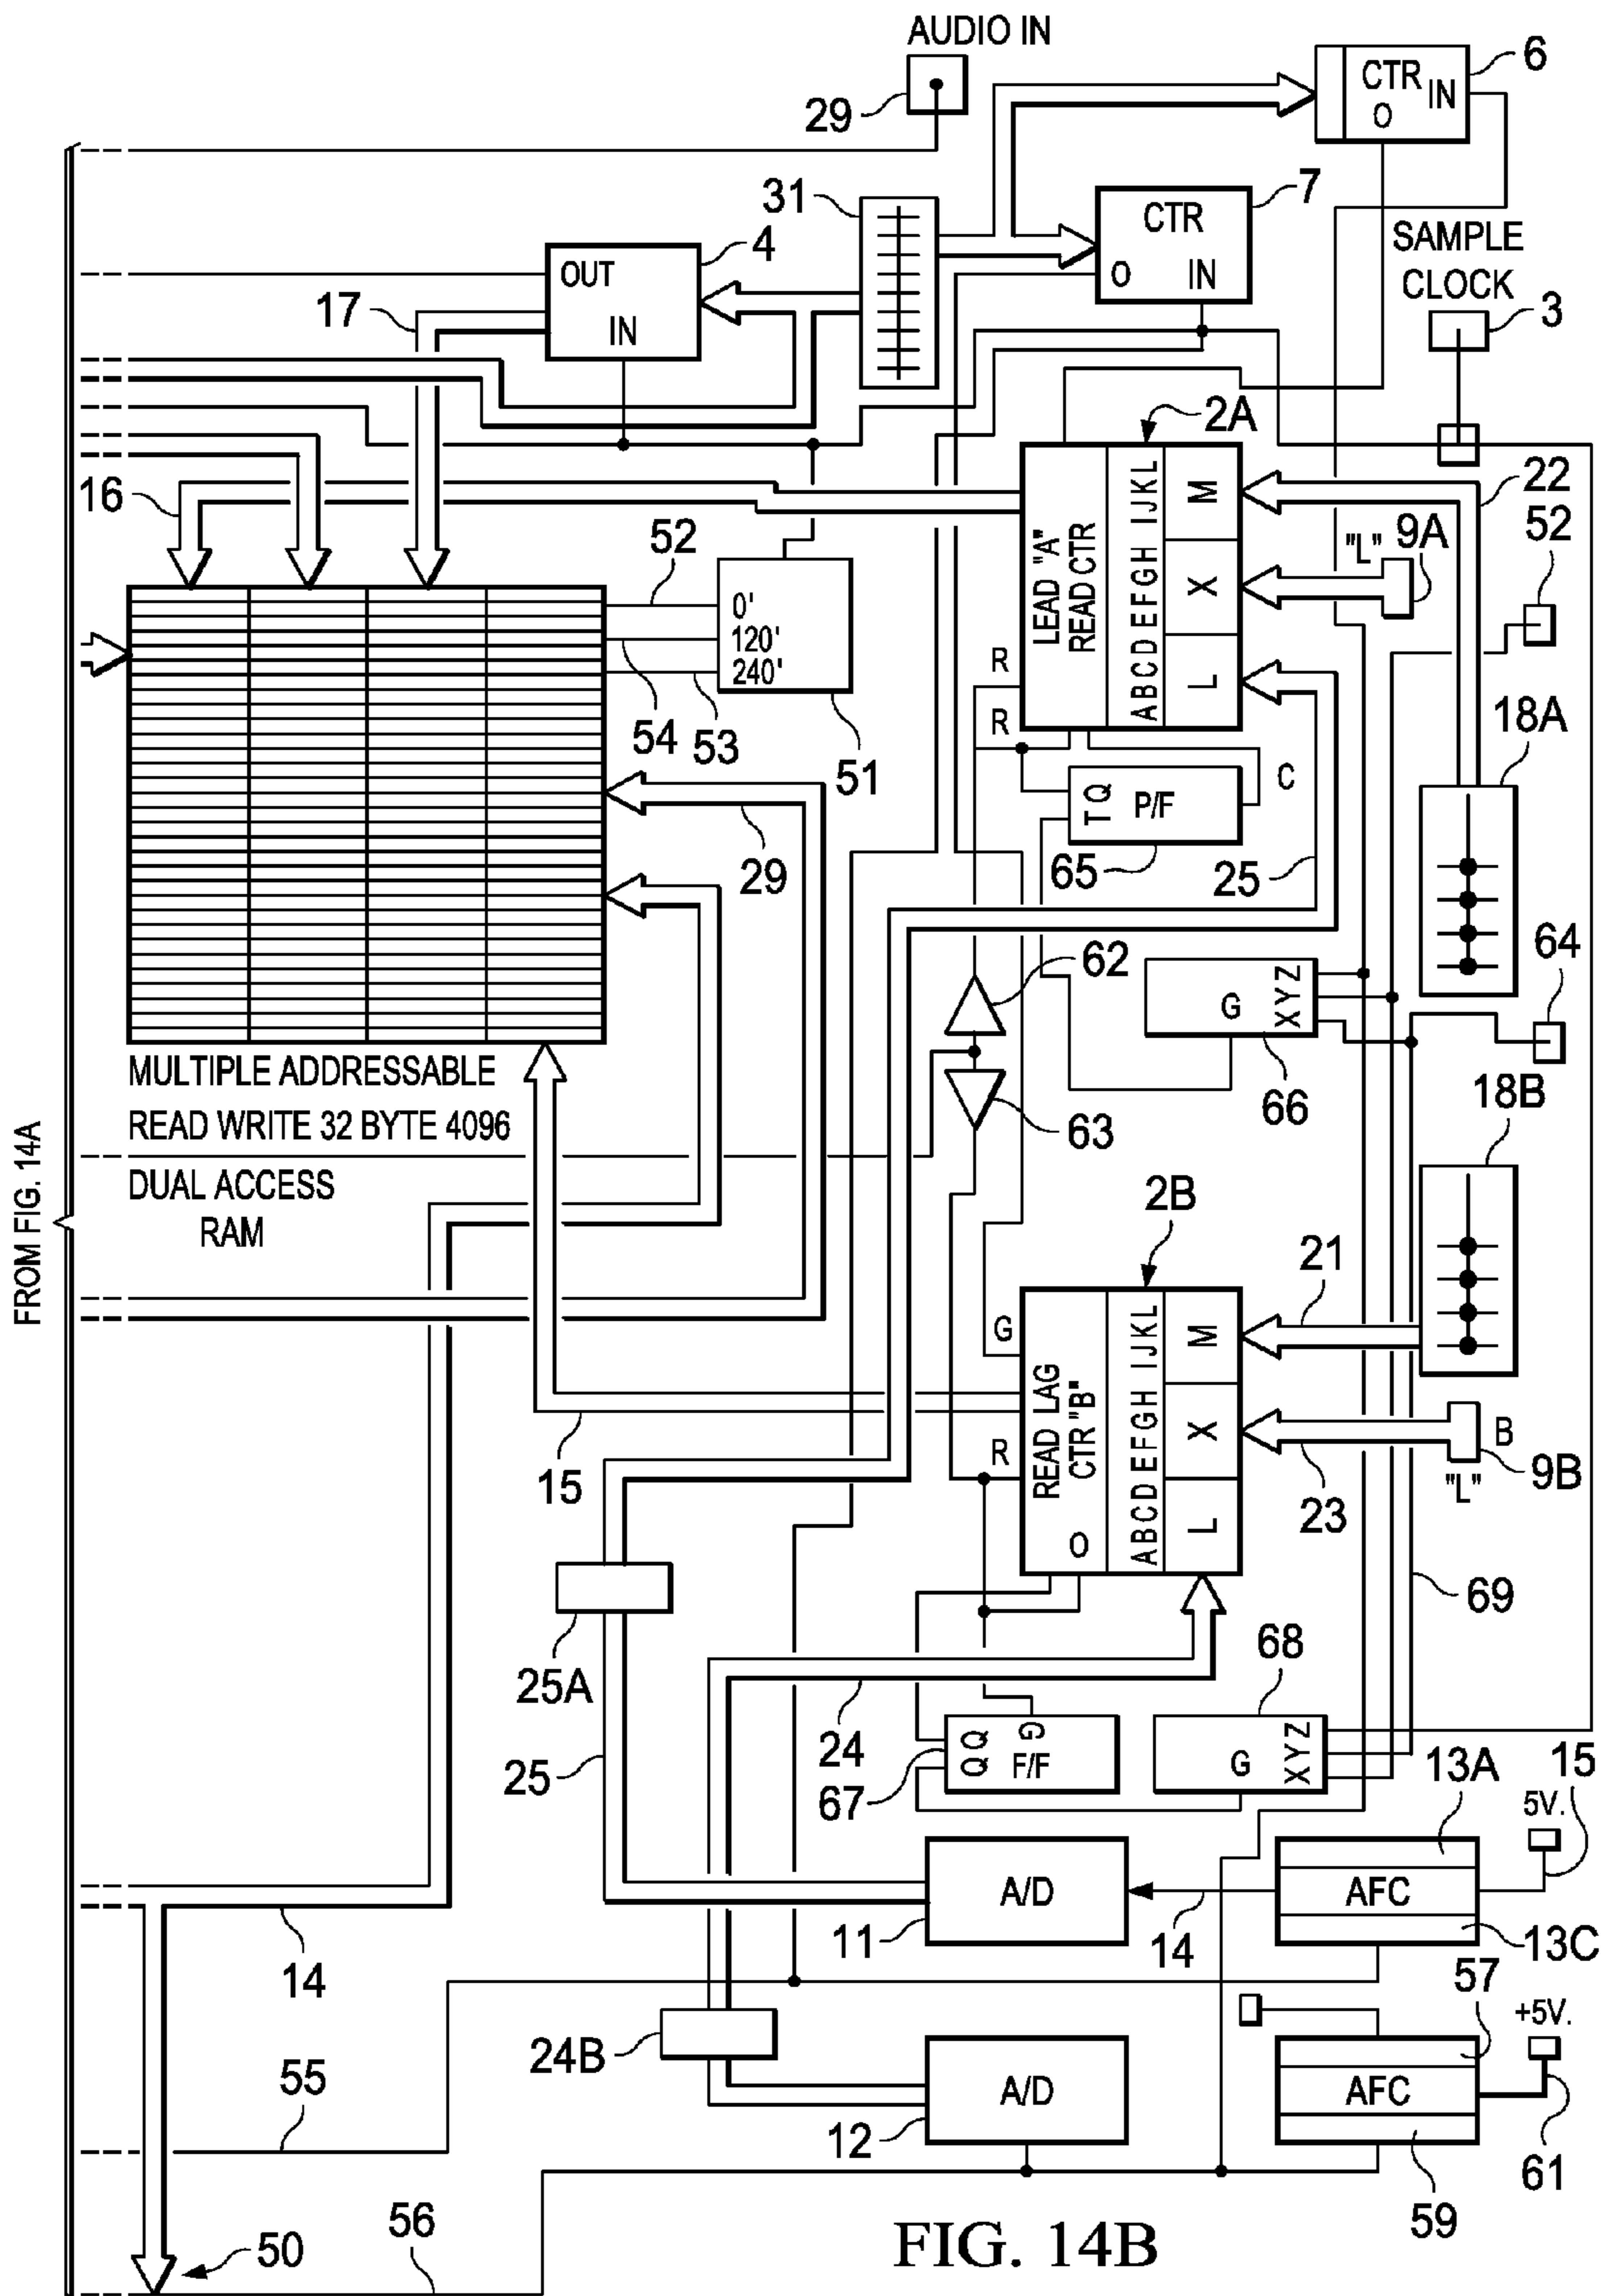 AUDIO IN
29
CTR
O
IN
6
31
CTR
O
IN
7
SAMPLE
CLOCK
3
OUT
IN
4
17
2A
16
LEAD "A"
READ CTR
ABCD EFGH IJKL
M
X
L
R
R
22
52
"L"
9A
52
0'
120'
240'
54
53
51
18A
T Q
P/F
C
65
25
29
62
64
G
XYZ
66
63
18B
MULTIPLE ADDRESSABLE
READ WRITE 32 BYTE 4096
DUAL ACCESS
RAM
FROM FIG. 14A
2B
21
G
READ LAG
CTR "B"
O
ABCD EFGH IJKL
M
X
L
R
B
9B
"L"
23
15
69
25A
24
68
25
Q
Q
G
F/F
67
G
XYZ
13A
15
5V.
A/D
11
14
AFC
13C
14
57
+5V.
24B
A/D
12
AFC
61
59
55
50
56
FIG. 14B